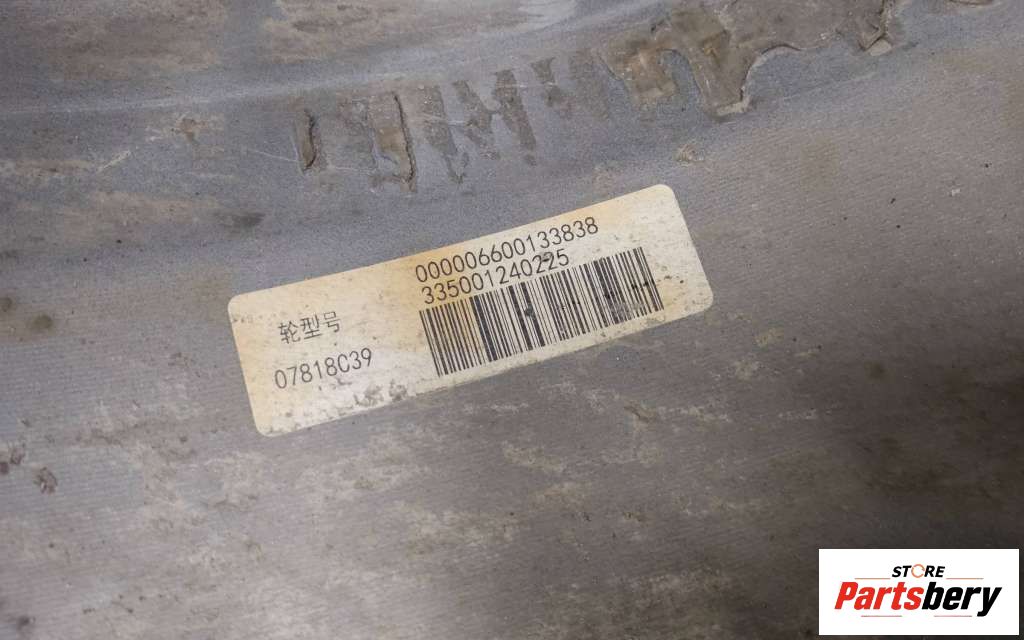 000006600133838
335001240225
轮型号
07818C39
STORE
Partsbery